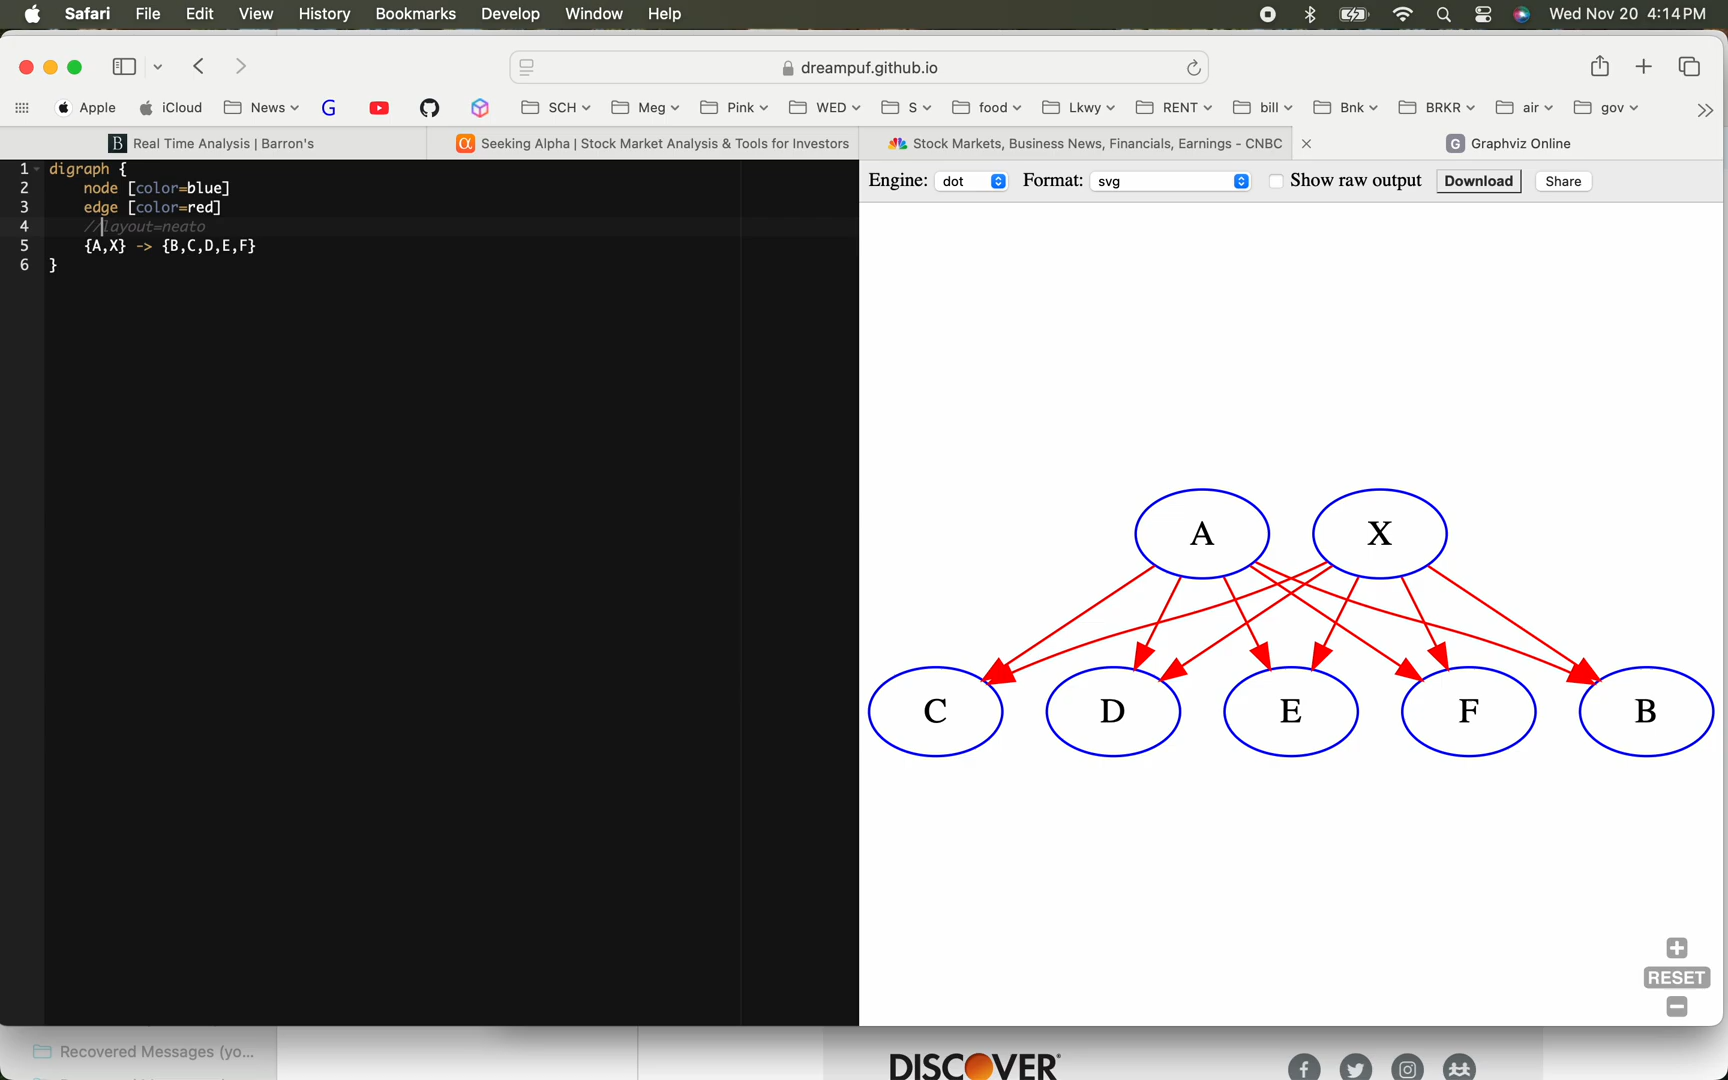 Safari File Edit View History Bookmarks Develop Window Help Wed Nov 20 4:14 PM
dreampuf.github.io
Apple iCloud News G SCH Meg Pink WED S food Lkwy RENT bill Bnk BRKR air gov
B Real Time Analysis | Barron's α Seeking Alpha | Stock Market Analysis & Tools for Investors Stock Markets, Business News, Financials, Earnings - CNBC G Graphviz Online
Engine: dot Format: svg Show raw output Download Share
1 digraph {
2 node [color=blue]
3 edge [color=red]
4 //layout=neato
5 {A,X} -> {B,C,D,E,F}
6 }
A X
C D E F B
RESET
Recovered Messages (yo...
DISCOVER